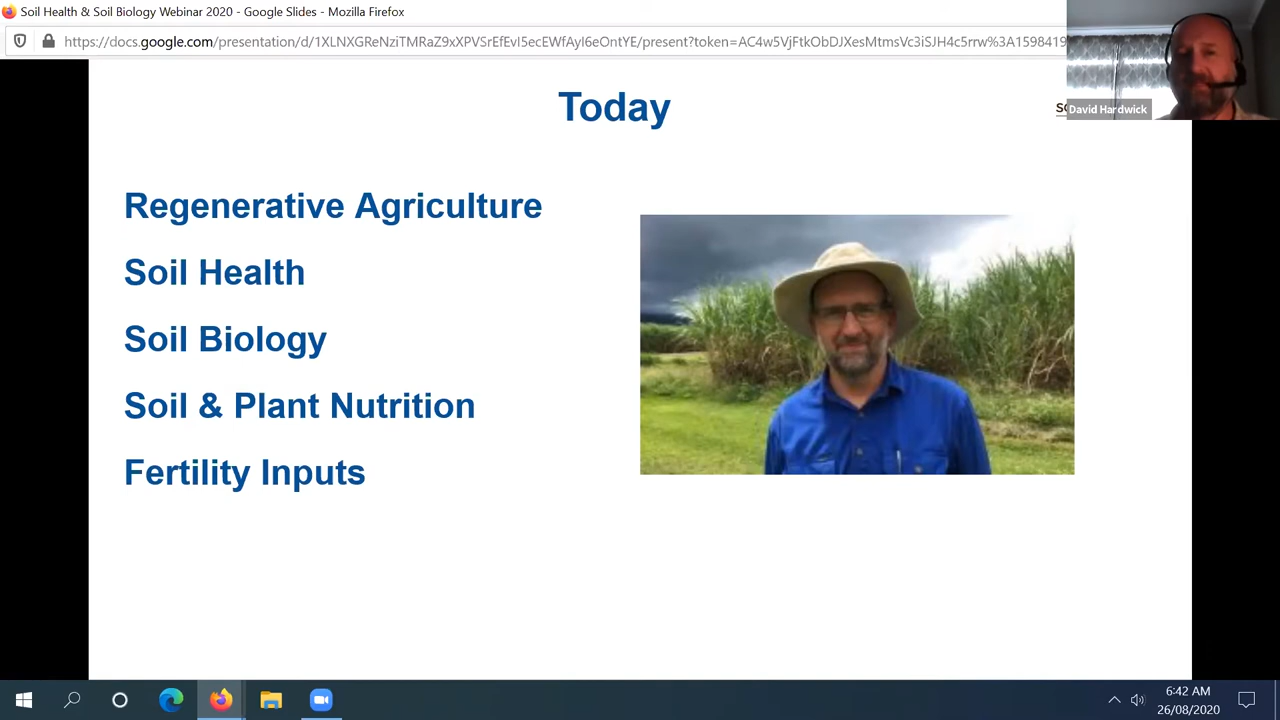 Soil Health & Soil Biology Webinar 2020 - Google Slides - Mozilla Firefox
https://docs.google.com/presentation/d/1XLNXGReNziTMRaZ9xXPVSrEfEvI5ecEWfAyI6eOntYE/present?token=AC4w5VjFtkObDJXesMtmsVc3iSJH4c5rrw%3A1598419
Today
David Hardwick
Regenerative Agriculture
Soil Health
Soil Biology
Soil & Plant Nutrition
Fertility Inputs
6:42 AM
26/08/2020